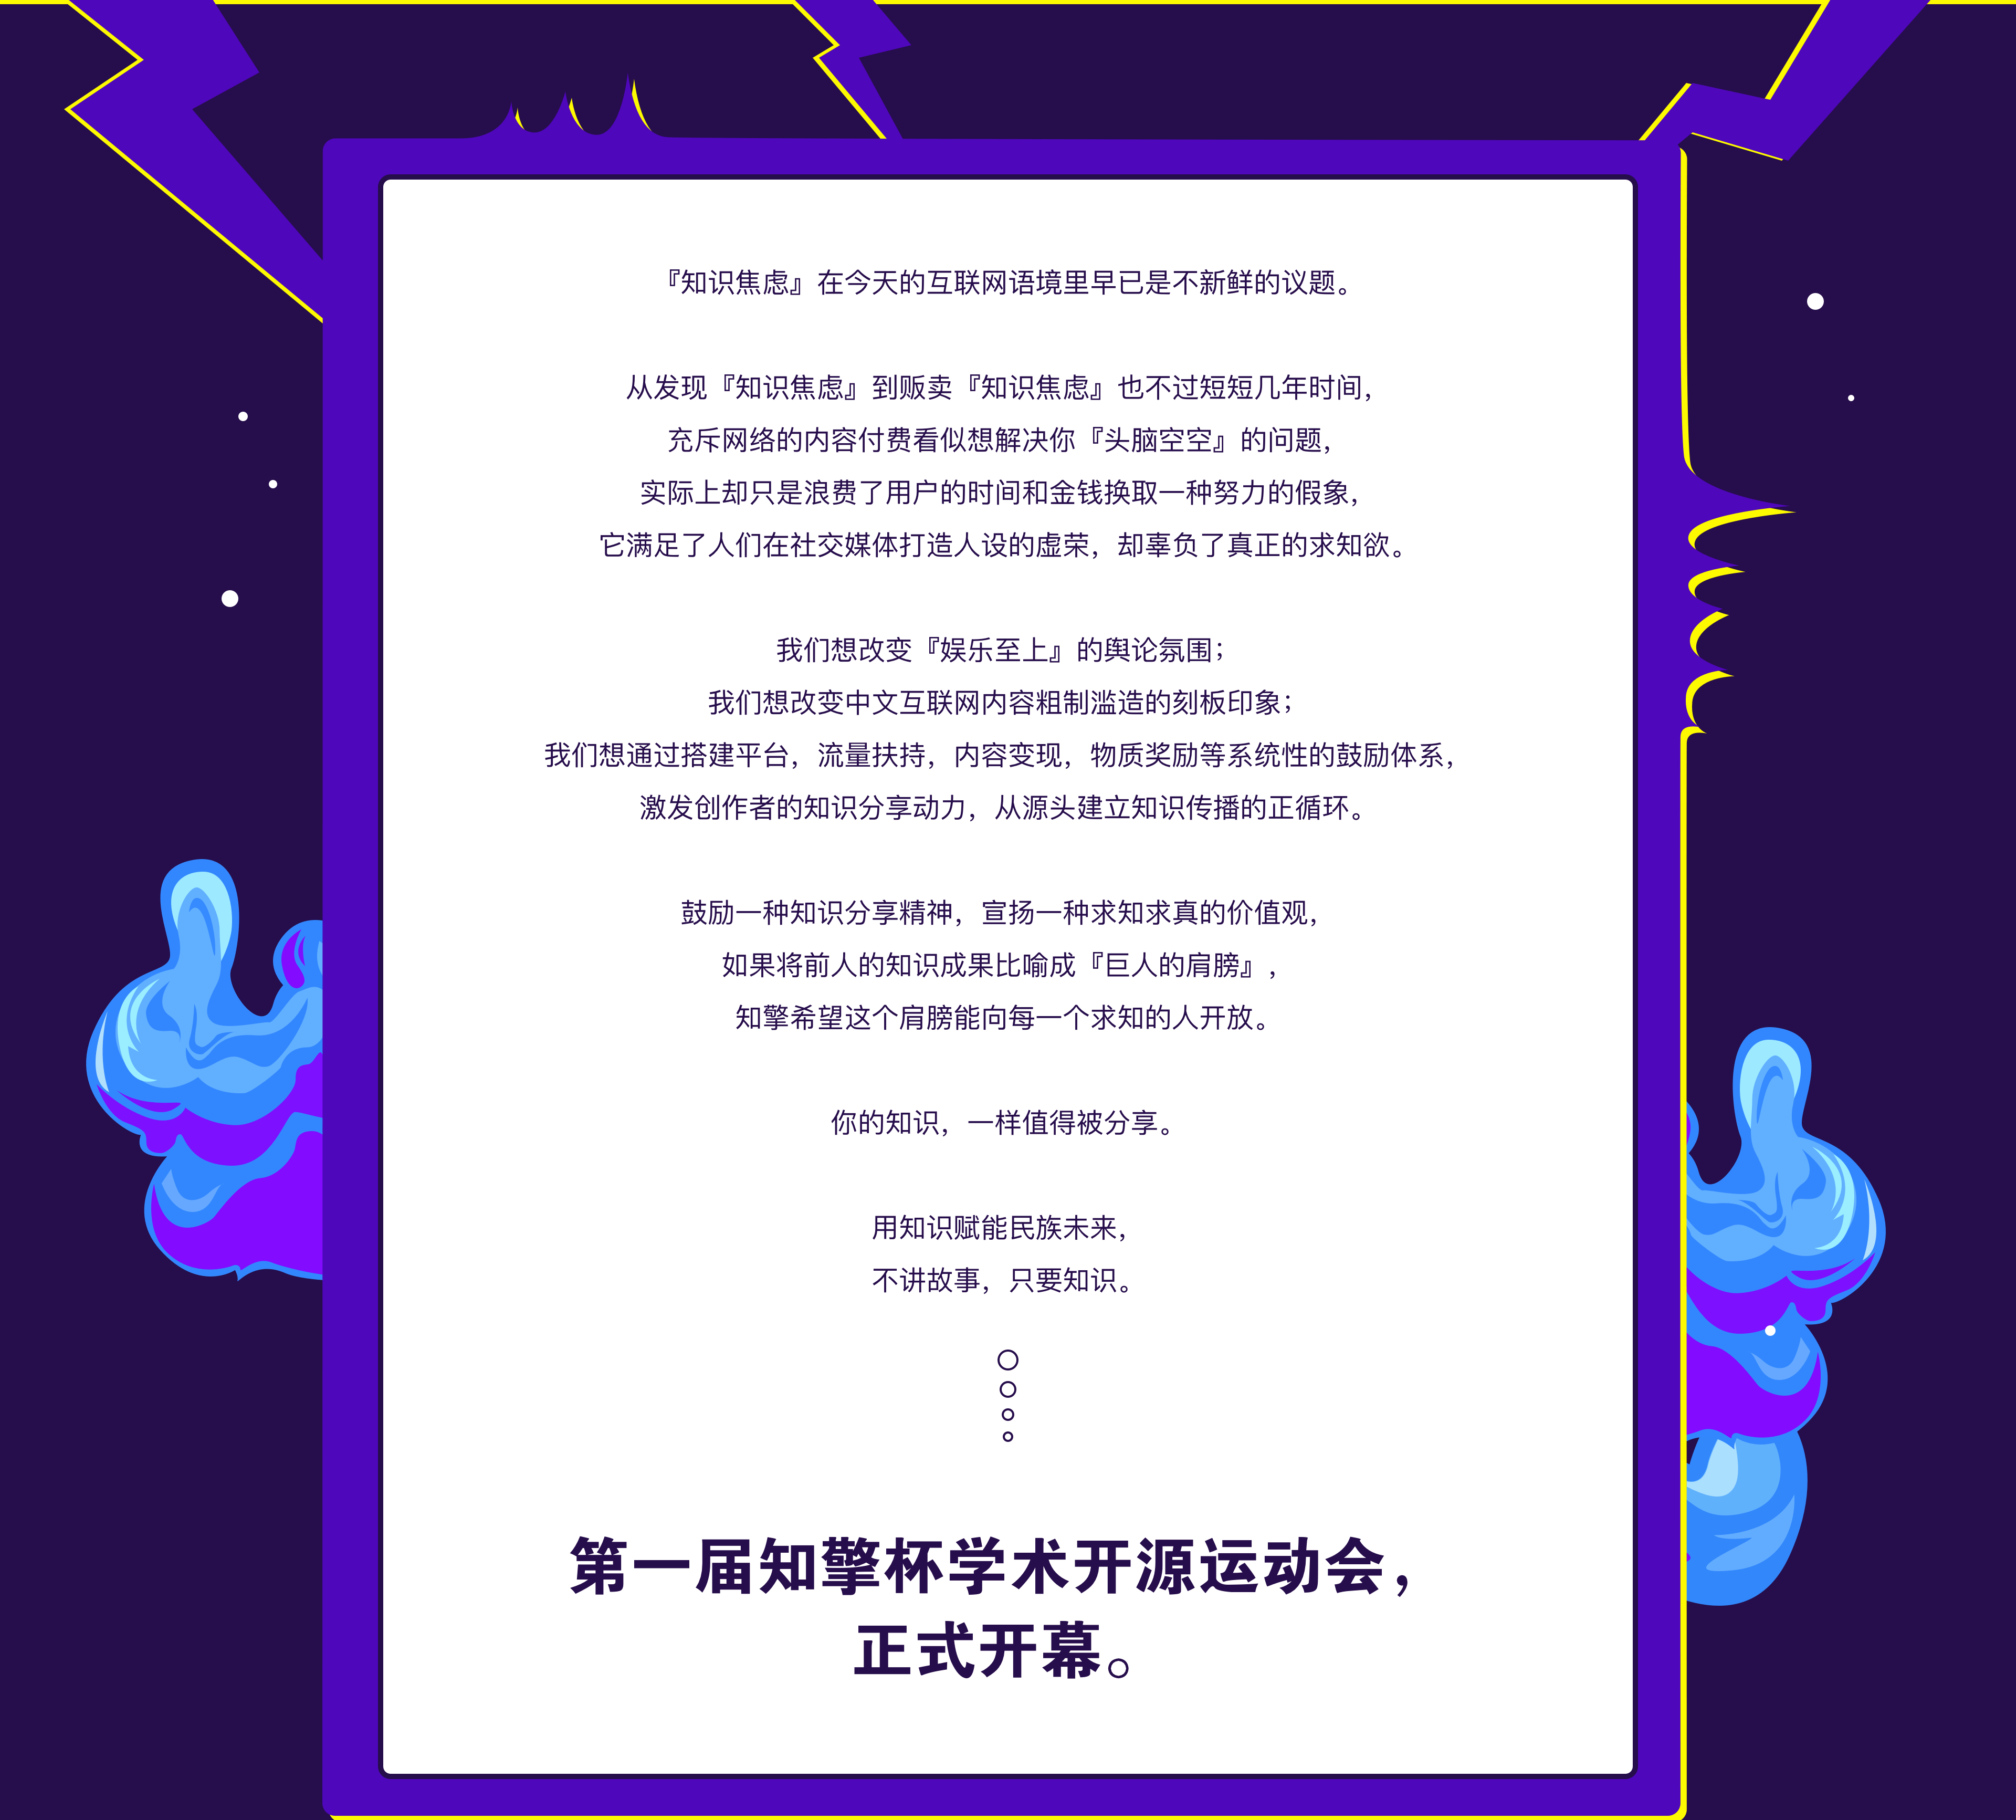 『知识焦虑』在今天的互联网语境里早已是不新鲜的议题。
从发现『知识焦虑』到贩卖『知识焦虑』也不过短短几年时间，
充斥网络的内容付费看似想解决你『头脑空空』的问题，
实际上却只是浪费了用户的时间和金钱换取一种努力的假象，
它满足了人们在社交媒体打造人设的虚荣，却辜负了真正的求知欲。
我们想改变『娱乐至上』的舆论氛围；
我们想改变中文互联网内容粗制滥造的刻板印象；
我们想通过搭建平台，流量扶持，内容变现，物质奖励等系统性的鼓励体系，
激发创作者的知识分享动力，从源头建立知识传播的正循环。
鼓励一种知识分享精神，宣扬一种求知求真的价值观，
如果将前人的知识成果比喻成『巨人的肩膀』，
知擎希望这个肩膀能向每一个求知的人开放。
你的知识，一样值得被分享。
用知识赋能民族未来，
不讲故事，只要知识。
第一届知擎杯学术开源运动会，
正式开幕。